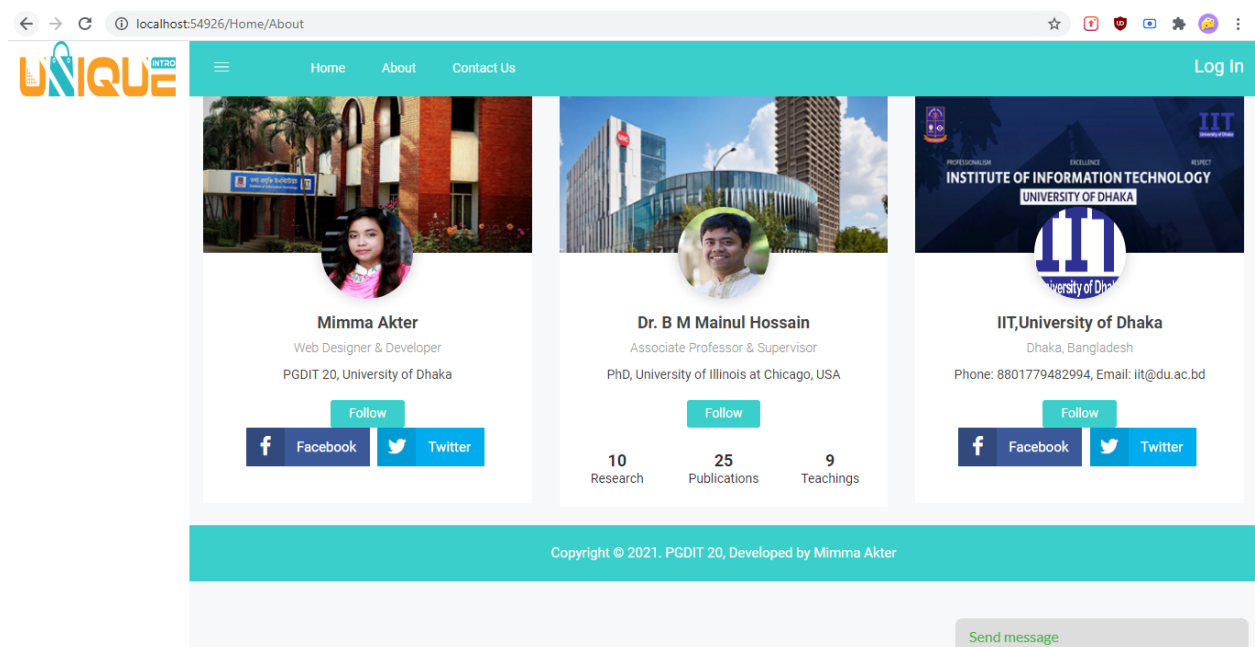 localhost:54926/Home/About
UNIQUE INTRO
Home About Contact Us
Log In
PROFESSIONALISM EXCELLENCE RESPECT
INSTITUTE OF INFORMATION TECHNOLOGY
UNIVERSITY OF DHAKA
IIT
Mimma Akter
Web Designer & Developer
PGDIT 20, University of Dhaka
Follow
Facebook Twitter
Dr. B M Mainul Hossain
Associate Professor & Supervisor
PhD, University of Illinois at Chicago, USA
Follow
10 25 9
Research Publications Teachings
IIT,University of Dhaka
Dhaka, Bangladesh
Phone: 8801779482994, Email: iit@du.ac.bd
Follow
Facebook Twitter
Copyright © 2021. PGDIT 20, Developed by Mimma Akter
Send message